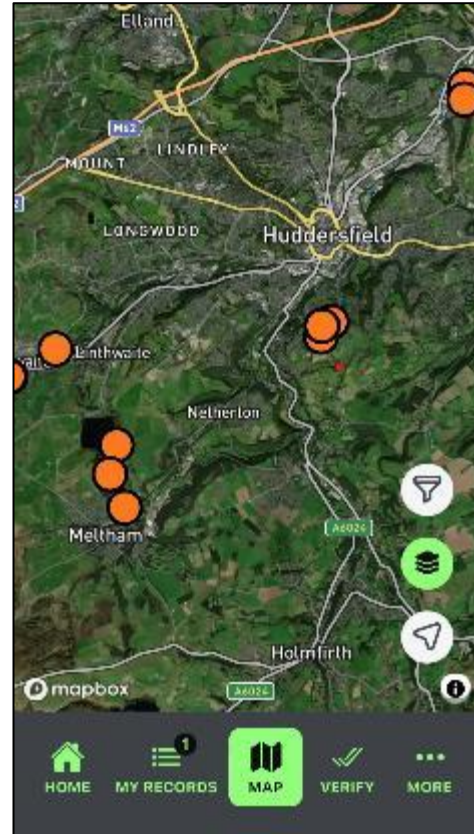 Elland
M62
LINDLEY
MOUNT
LONGWOOD
Huddersfield
Linthwaite
Netherton
Meltham
A6024
Holmfirth
mapbox
A6024
1
HOME
MY RECORDS
MAP
VERIFY
MORE